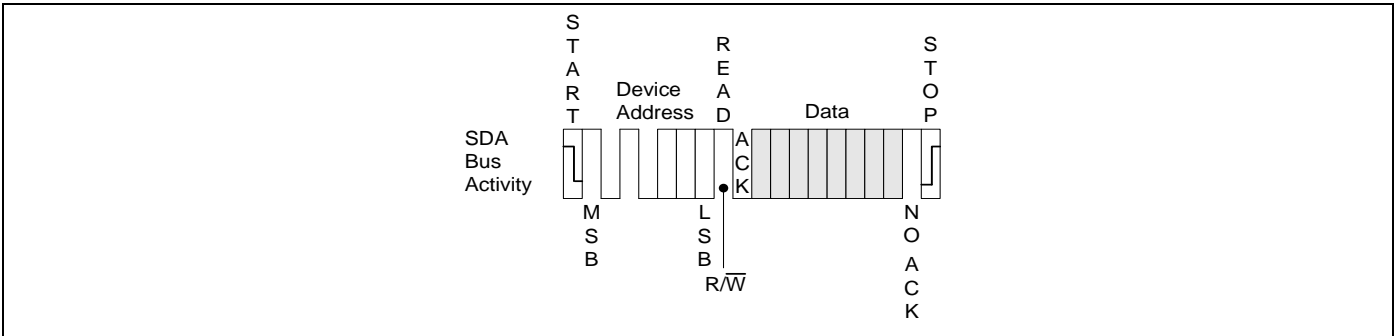 START
READ
STOP
Device
Address
Data
SDA
Bus
Activity
ACK
MSB
LSB
R/W̅
NO ACK